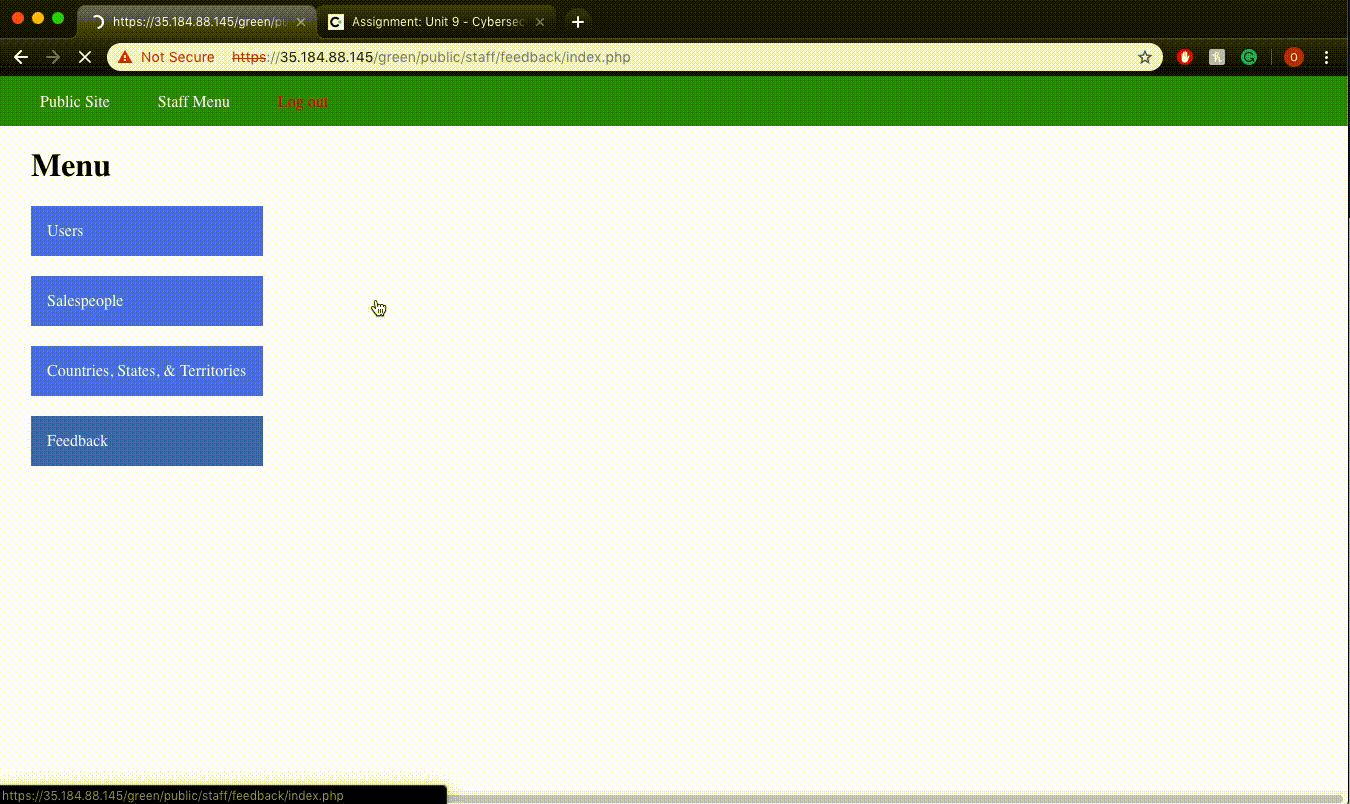 https://35.184.88.145/green/pu
Assignment: Unit 9 - Cybersec
Not Secure https://35.184.88.145/green/public/staff/feedback/index.php
O
Public Site Staff Menu Log out
Menu
Users
Salespeople
Countries, States, & Territories
Feedback
https://35.184.88.145/green/public/staff/feedback/index.php